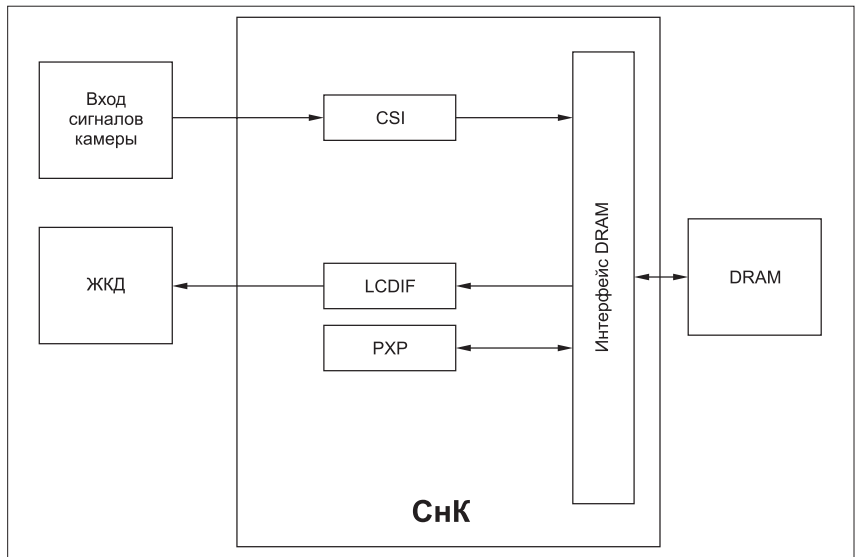 Вход
сигналов
камеры
CSI
ЖКД
LCDIF
PXP
Интерфейс DRAM
DRAM
СнК